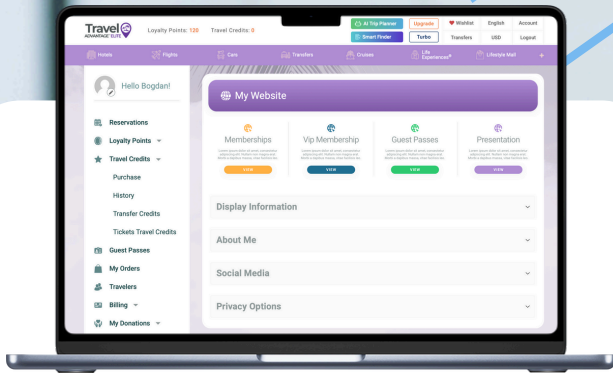 Travel
ADVANTAGE ELITE
Loyalty Points: 120
Travel Credits: 0
AI Trip Planner
Upgrade
Wishlist
English
Account
Smart Finder
Turbo
Transfers
USD
Logout
Hotels
Flights
Cars
Transfers
Cruises
Life Experiences®
Lifestyle Mall
+
Hello Bogdan!
My Website
Reservations
Loyalty Points
Travel Credits
Purchase
History
Transfer Credits
Tickets Travel Credits
Guest Passes
My Orders
Travelers
Billing
My Donations
Memberships
VIEW
Vip Membership
VIEW
Guest Passes
VIEW
Presentation
VIEW
Display Information
About Me
Social Media
Privacy Options